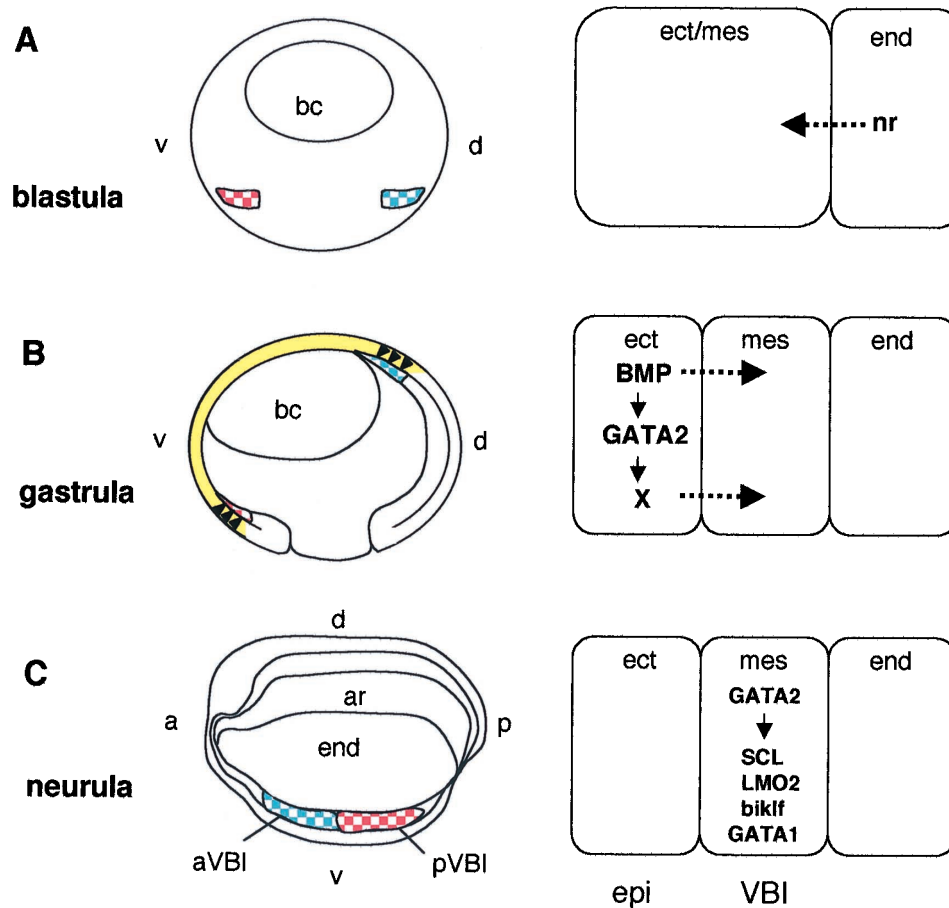 A
bc
v
d
blastula
ect/mes
end
nr
B
bc
v
d
gastrula
ect
mes
end
BMP
GATA2
X
C
d
ar
a
p
end
neurula
aVBI
pVBI
v
ect
mes
end
GATA2
SCL
LMO2
biklf
GATA1
epi
VBI